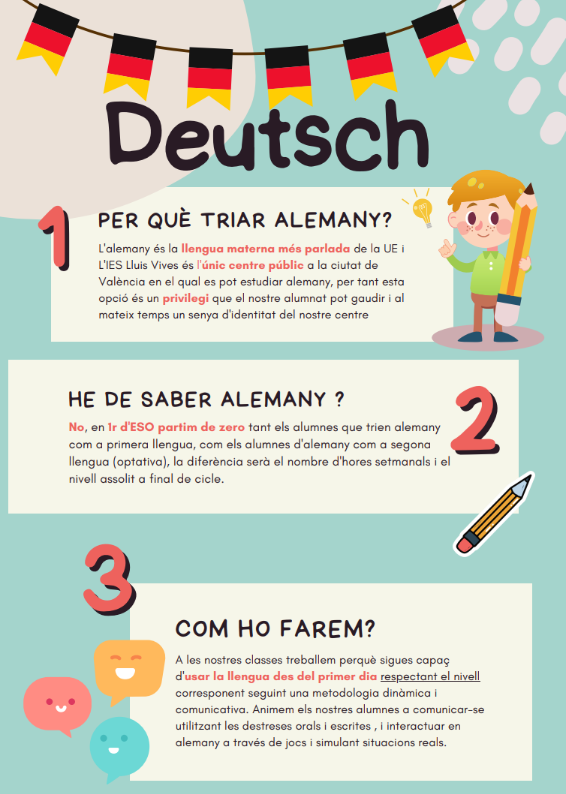 Deutsch
1
PER QUÈ TRIAR ALEMANY?
L'alemany és la llengua materna més parlada de la UE i
L'IES Lluis Vives és l'únic centre públic a la ciutat de
València en el qual es pot estudiar alemany, per tant esta
opció és un privilegi que el nostre alumnat pot gaudir i al
mateix temps un senya d'identitat del nostre centre
HE DE SABER ALEMANY ?
2
No, en 1r d'ESO partim de zero tant els alumnes que trien alemany
com a primera llengua, com els alumnes d'alemany com a segona
llengua (optativa), la diferència serà el nombre d'hores setmanals i el
nivell assolit a final de cicle.
3
COM HO FAREM?
A les nostres classes treballem perquè sigues capaç
d'usar la llengua des del primer dia respectant el nivell
corresponent seguint una metodologia dinàmica i
comunicativa. Animem els nostres alumnes a comunicar-se
utilitzant les destreses orals i escrites , i interactuar en
alemany a través de jocs i simulant situacions reals.